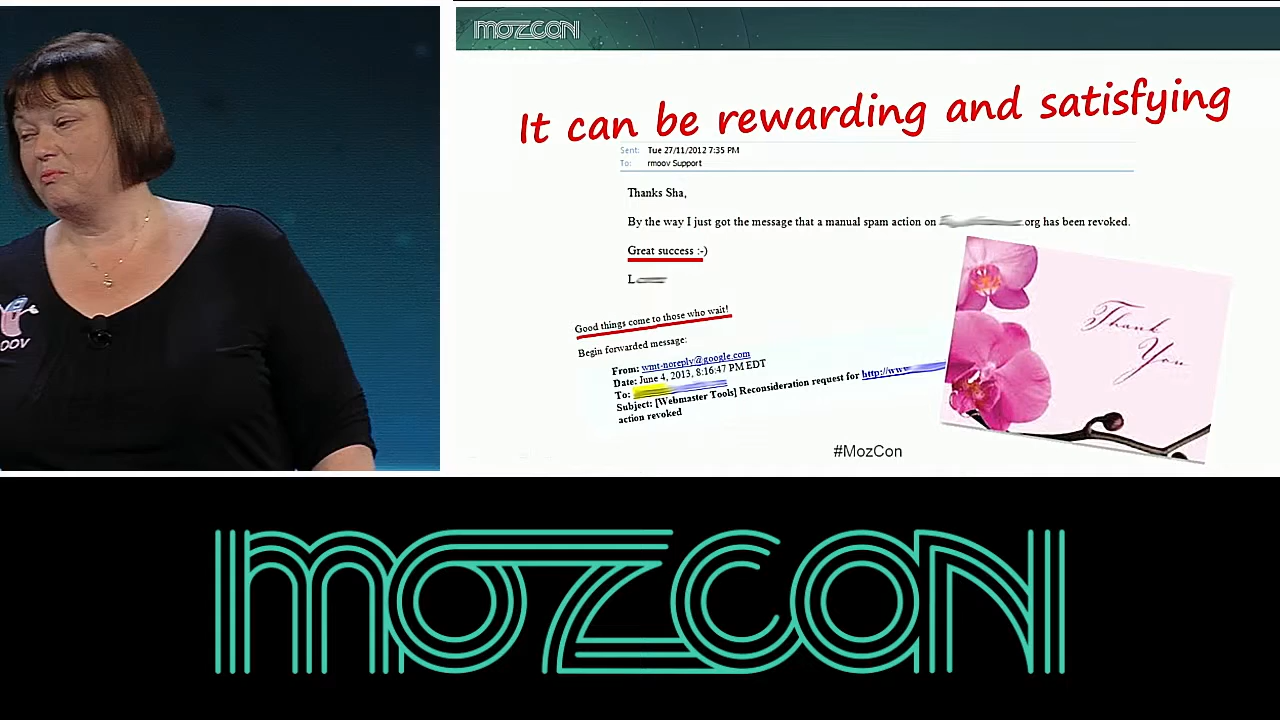 MOZCON
It can be rewarding and satisfying
Sent: Tue 27/11/2012 7:35 PM
To: rmoov Support
Thanks Sha,
By the way I just got the message that a manual spam action on org has been revoked.
Great success :-)
L
Good things come to those who wait!
Begin forwarded message:
From: wmt-noreply@google.com
Date: June 4, 2013, 8:16:47 PM EDT
To:
Subject: [Webmaster Tools] Reconsideration request for http://www
action revoked
Thank
You
#MozCon
OOV
MOZCON